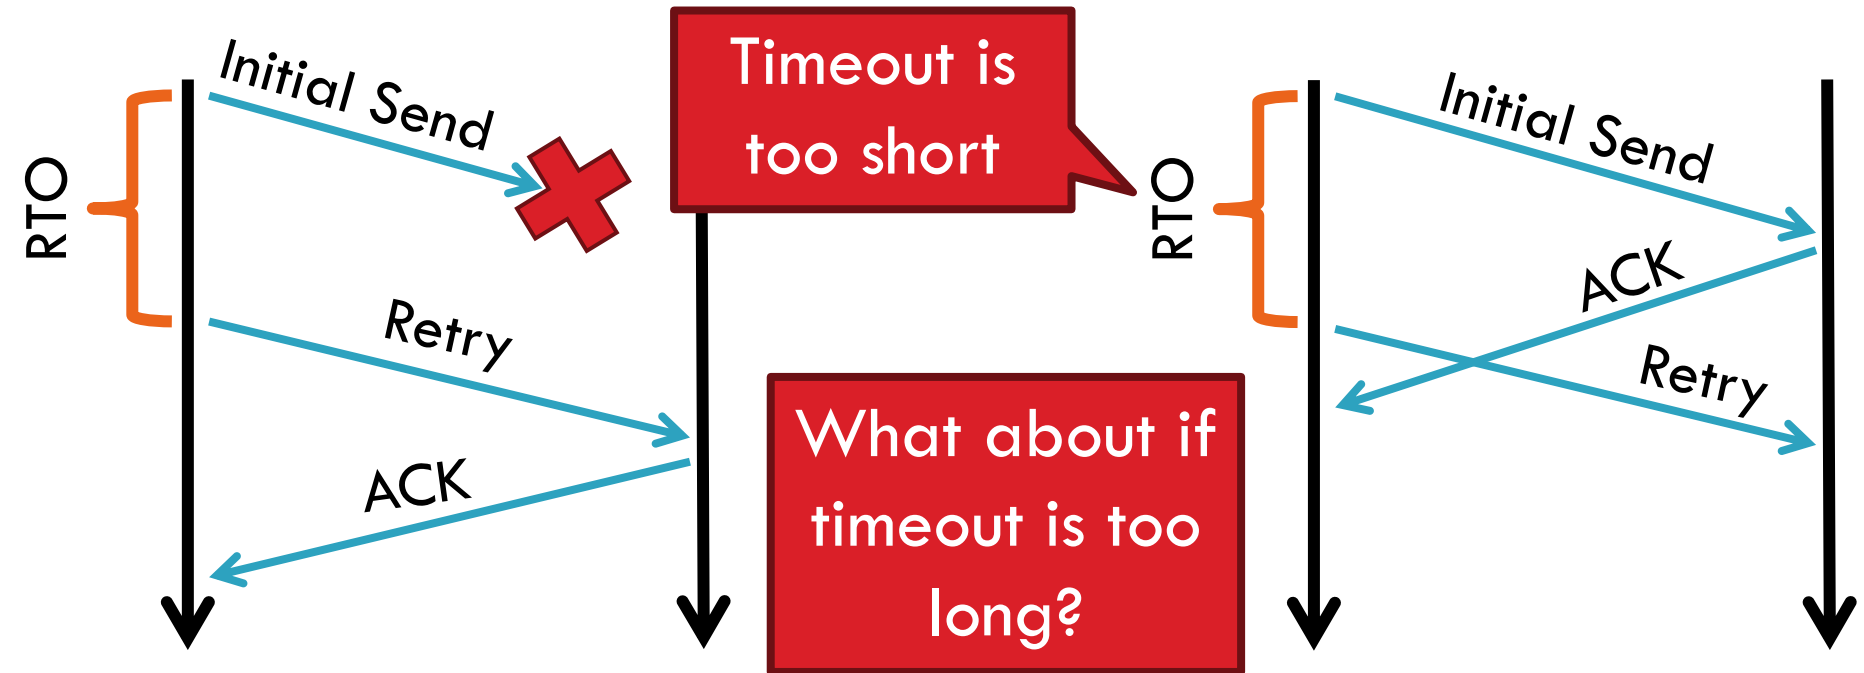 RTO
Initial Send
Retry
ACK
Timeout is
too short
What about if
timeout is too
long?
RTO
Initial Send
ACK
Retry